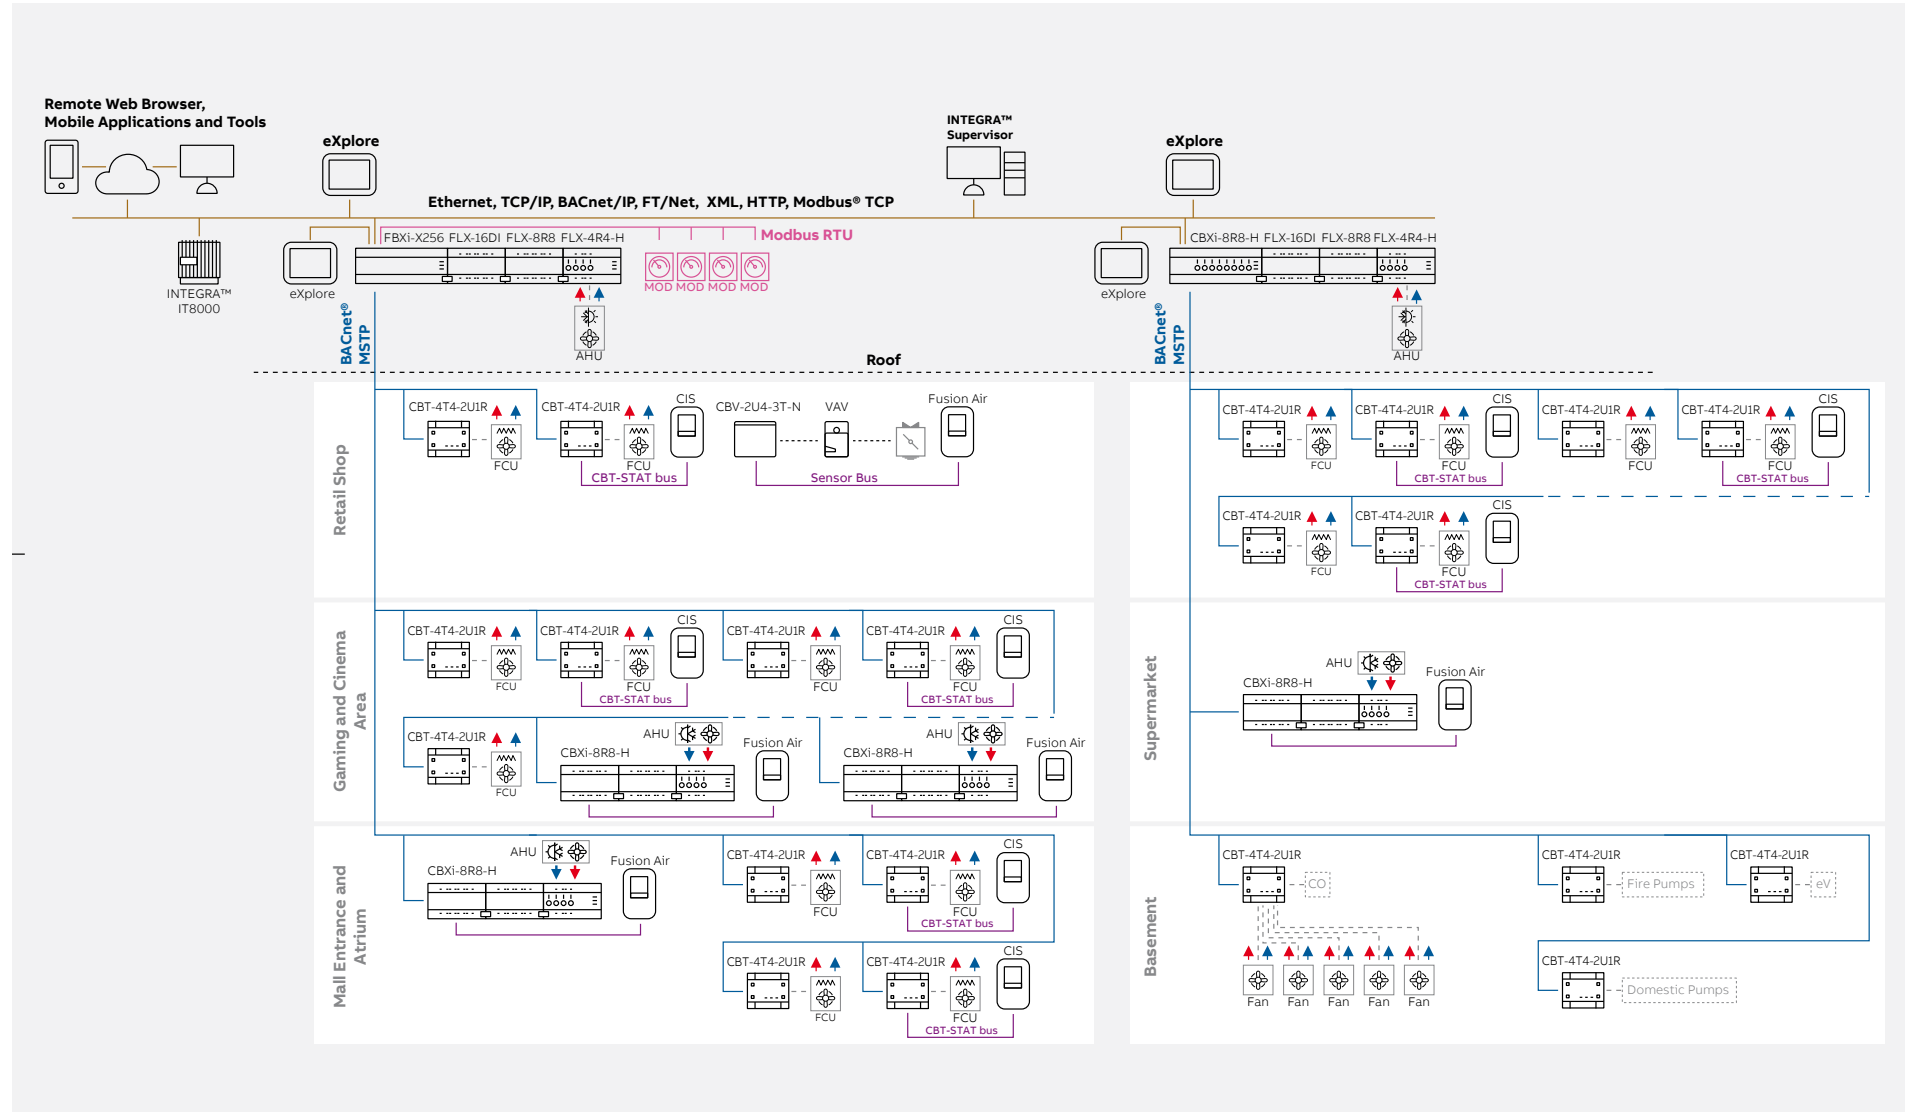 Remote Web Browser,
Mobile Applications and Tools
eXplore
INTEGRA™
Supervisor
eXplore
Ethernet, TCP/IP, BACnet/IP, FT/Net, XML, HTTP, Modbus® TCP
FBXi-X256 FLX-16DI FLX-8R8 FLX-4R4-H
Modbus RTU
CBXi-8R8-H FLX-16DI FLX-8R8 FLX-4R4-H
INTEGRA™
IT8000
eXplore
MOD MOD MOD MOD
eXplore
BACnet®
MSTP
AHU
BACnet®
MSTP
AHU
Roof
Retail Shop
CBT-4T4-2U1R
FCU
CBT-4T4-2U1R
FCU
CIS
CBT-STAT bus
CBV-2U4-3T-N
VAV
Fusion Air
Sensor Bus
CBT-4T4-2U1R
FCU
CBT-4T4-2U1R
FCU
CIS
CBT-STAT bus
CBT-4T4-2U1R
FCU
CBT-4T4-2U1R
FCU
CIS
CBT-STAT bus
CBT-4T4-2U1R
FCU
CBT-4T4-2U1R
FCU
CIS
CBT-STAT bus
Gaming and Cinema
Area
CBT-4T4-2U1R
FCU
CBT-4T4-2U1R
FCU
CIS
CBT-STAT bus
CBT-4T4-2U1R
FCU
CBT-4T4-2U1R
FCU
CIS
CBT-STAT bus
CBT-4T4-2U1R
FCU
AHU
CBXi-8R8-H
Fusion Air
AHU
CBXi-8R8-H
Fusion Air
Supermarket
AHU
CBXi-8R8-H
Fusion Air
Mall Entrance and
Atrium
AHU
CBXi-8R8-H
Fusion Air
CBT-4T4-2U1R
FCU
CBT-4T4-2U1R
FCU
CIS
CBT-STAT bus
CBT-4T4-2U1R
FCU
CBT-4T4-2U1R
FCU
CIS
CBT-STAT bus
Basement
CBT-4T4-2U1R
CO
Fan Fan Fan Fan Fan
CBT-4T4-2U1R
Fire Pumps
CBT-4T4-2U1R
eV
CBT-4T4-2U1R
Domestic Pumps